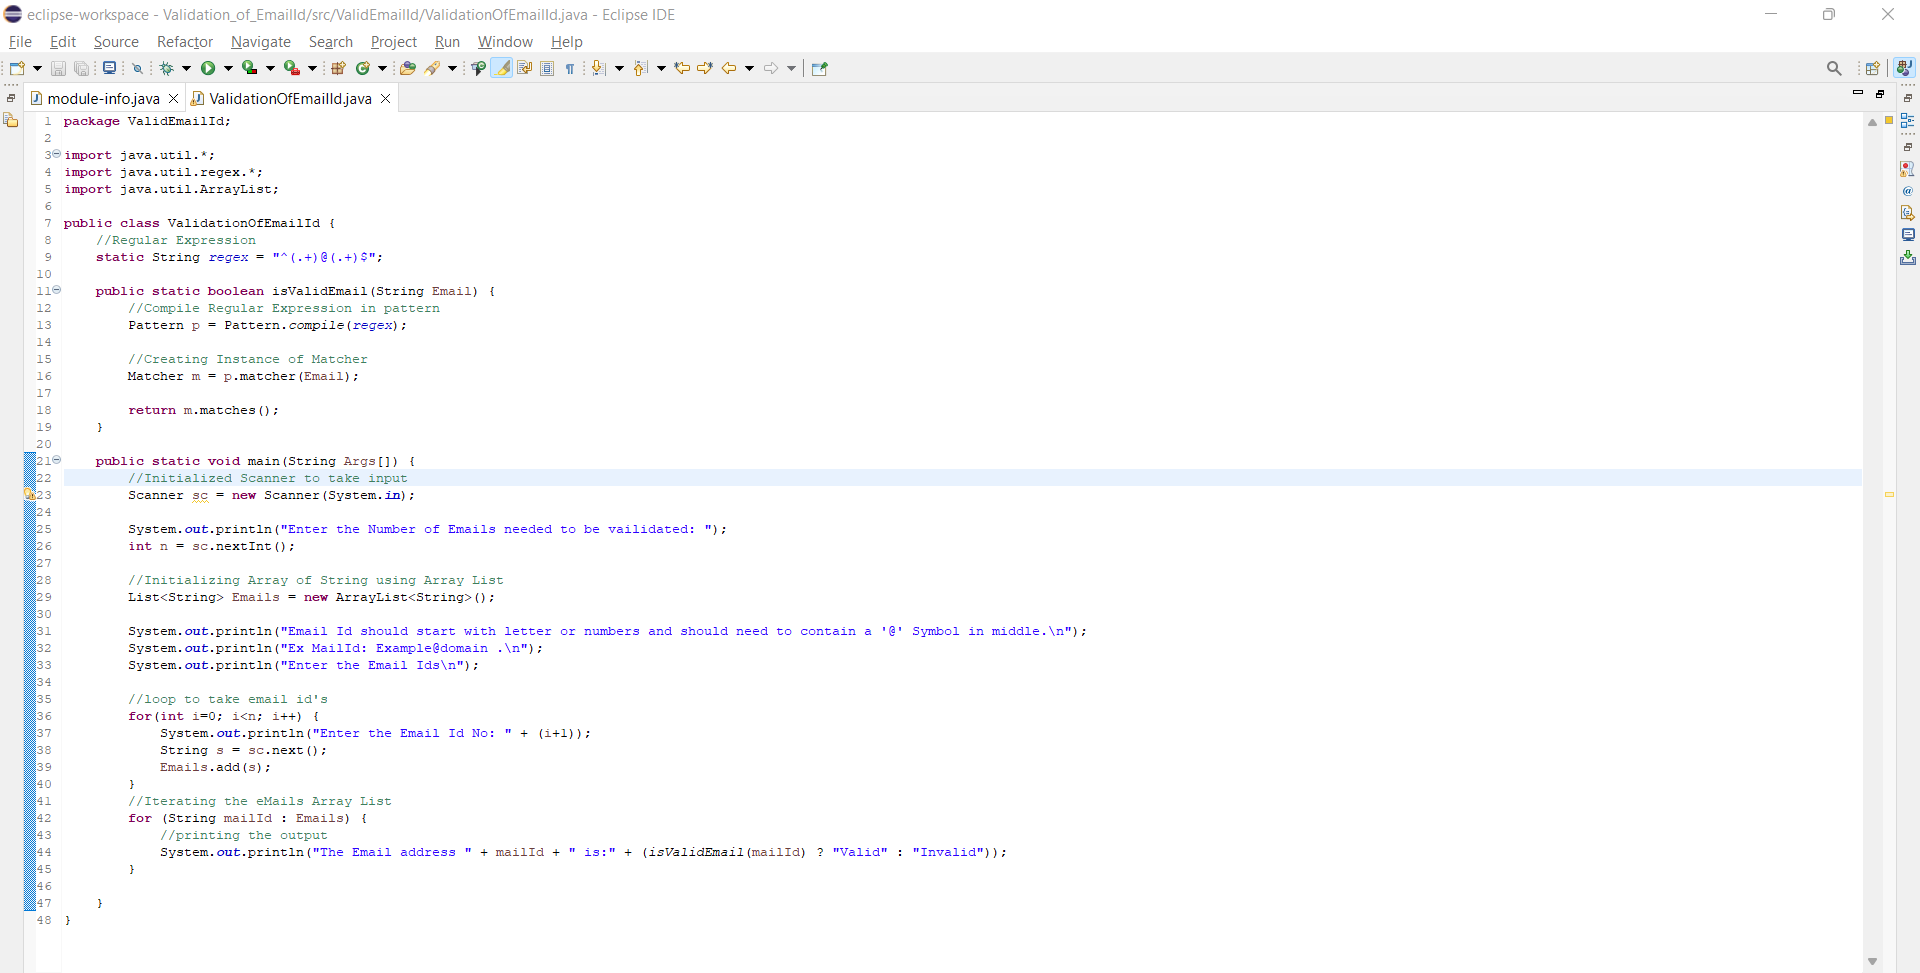 eclipse-workspace - Validation_of_EmailId/src/ValidEmailId/ValidationOfEmailId.java - Eclipse IDE
File Edit Source Refactor Navigate Search Project Run Window Help
module-info.java ValidationOfEmailId.java
1 package ValidEmailId;
2
3 import java.util.*;
4 import java.util.regex.*;
5 import java.util.ArrayList;
6
7 public class ValidationOfEmailId {
8     //Regular Expression
9     static String regex = "^(.+)@(.+)$";
10
11     public static boolean isValidEmail(String Email) {
12         //Compile Regular Expression in pattern
13         Pattern p = Pattern.compile(regex);
14
15         //Creating Instance of Matcher
16         Matcher m = p.matcher(Email);
17
18         return m.matches();
19     }
20
21     public static void main(String Args[]) {
22         //Initialized Scanner to take input
23         Scanner sc = new Scanner(System.in);
24
25         System.out.println("Enter the Number of Emails needed to be vailidated: ");
26         int n = sc.nextInt();
27
28         //Initializing Array of String using Array List
29         List<String> Emails = new ArrayList<String>();
30
31         System.out.println("Email Id should start with letter or numbers and should need to contain a '@' Symbol in middle.\n");
32         System.out.println("Ex MailId: Example@domain .\n");
33         System.out.println("Enter the Email Ids\n");
34
35         //loop to take email id's
36         for(int i=0; i<n; i++) {
37             System.out.println("Enter the Email Id No: " + (i+1));
38             String s = sc.next();
39             Emails.add(s);
40         }
41         //Iterating the eMails Array List
42         for (String mailId : Emails) {
43             //printing the output
44             System.out.println("The Email address " + mailId + " is:" + (isValidEmail(mailId) ? "Valid" : "Invalid"));
45         }
46
47     }
48 }